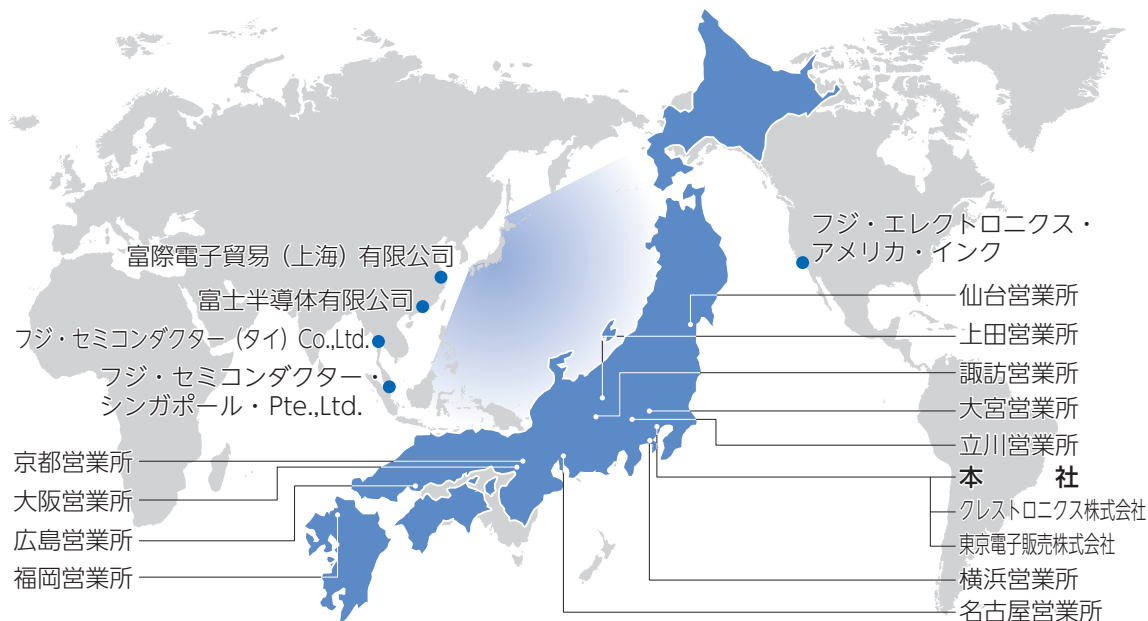 富際電子貿易（上海）有限公司
富士半導体有限公司
フジ・セミコンダクター（タイ）Co.,Ltd.
フジ・セミコンダクター・
シンガポール・Pte.,Ltd.
京都営業所
大阪営業所
広島営業所
福岡営業所
フジ・エレクトロニクス・
アメリカ・インク
仙台営業所
上田営業所
諏訪営業所
大宮営業所
立川営業所
本　　社
クレストロニクス株式会社
東京電子販売株式会社
横浜営業所
名古屋営業所